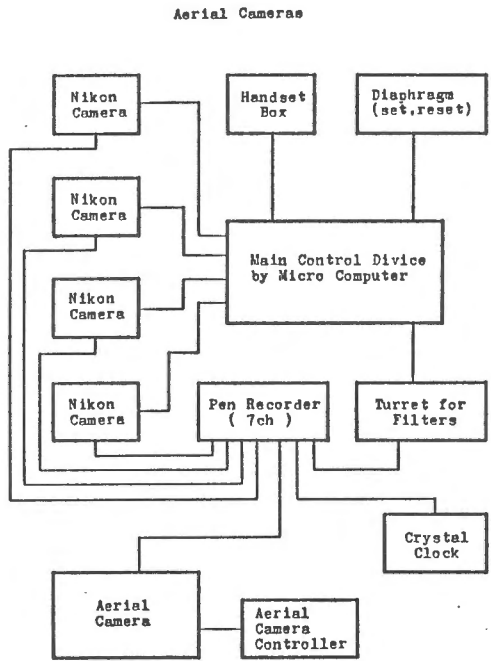 Aerial Cameras
Nikon
Camera
Handset
Box
Diaphragm
(set,reset)
Nikon
Camera
Main Control Divice
by Micro Computer
Nikon
Camera
Nikon
Camera
Pen Recorder
( 7ch )
Turret for
Filters
Crystal
Clock
Aerial
Camera
Aerial
Camera
Controller